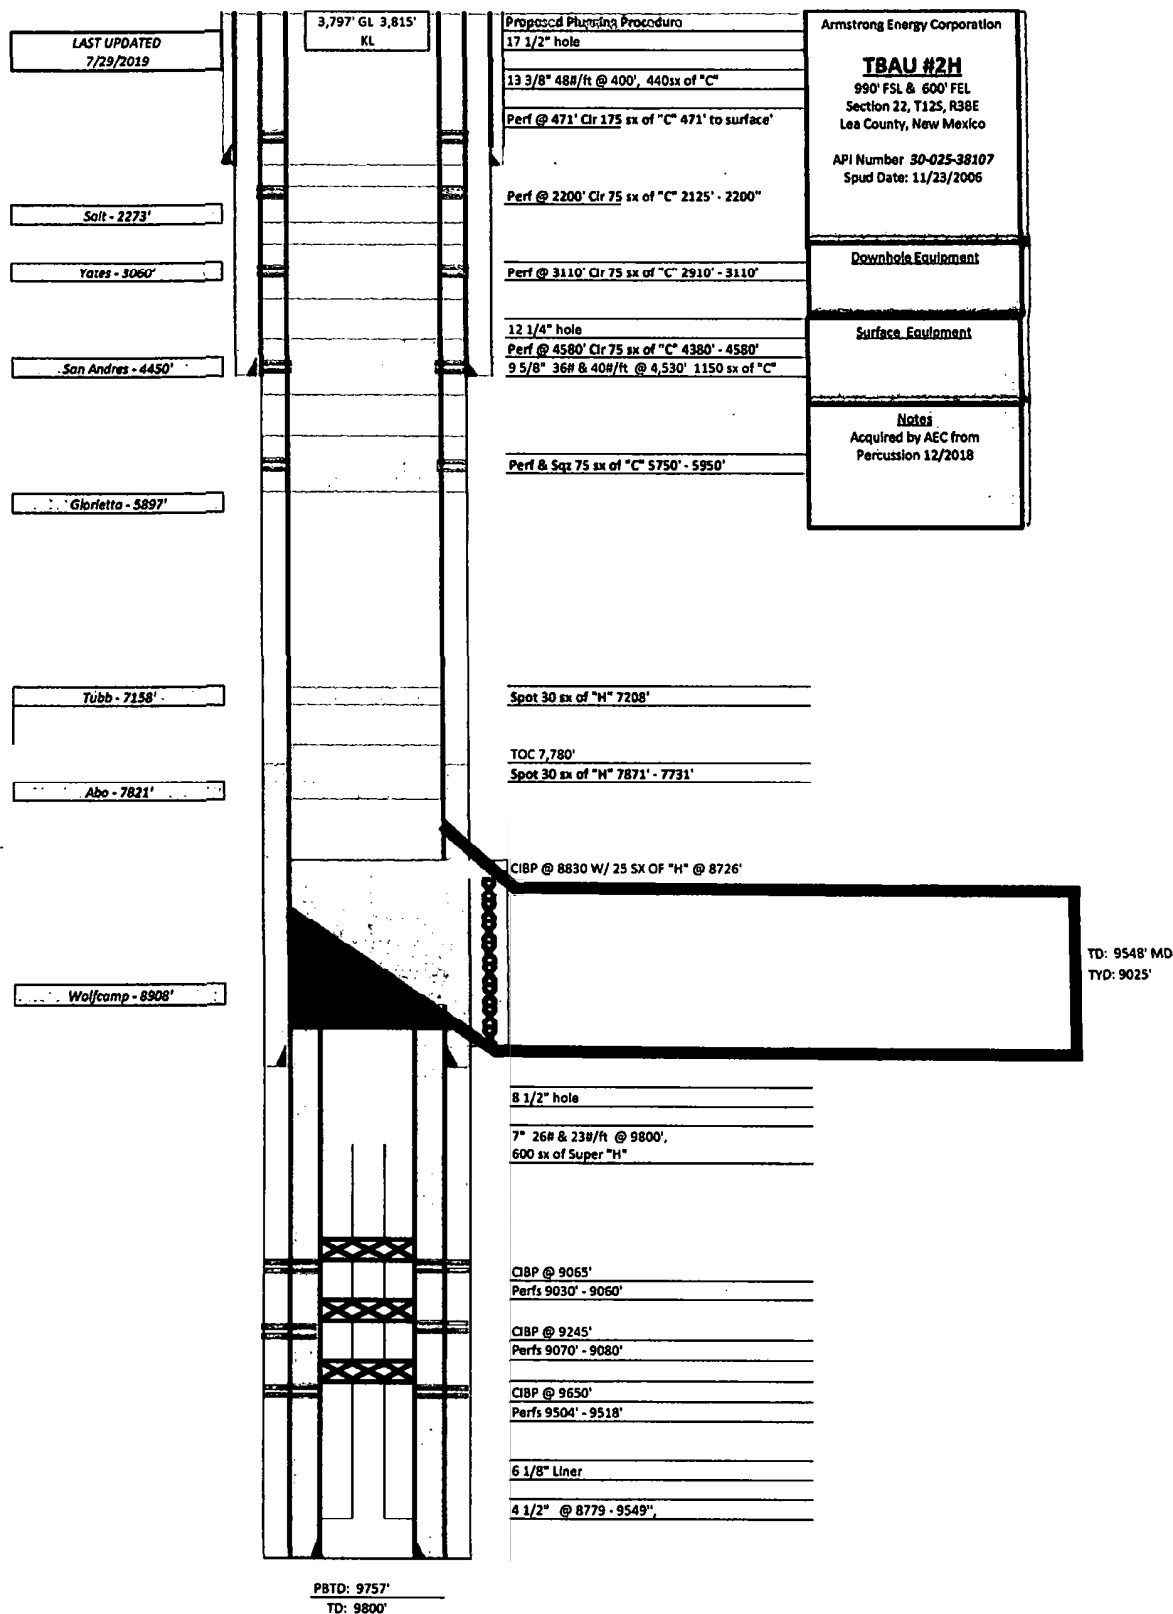 LAST UPDATED
7/29/2019
3,797' GL 3,815'
KL
Proposed Plugging Procedure
17 1/2" hole
13 3/8" 48#/ft @ 400', 440sx of "C"
Perf @ 471' Cir 175 sx of "C" 471' to surface'
Perf @ 2200' Cir 75 sx of "C" 2125' - 2200"
Salt - 2273'
Yates - 3060'
Perf @ 3110' Cir 75 sx of "C" 2910' - 3110'
12 1/4" hole
Perf @ 4580' Cir 75 sx of "C" 4380' - 4580'
San Andres - 4450'
9 5/8" 36# & 40#/ft @ 4,530' 1150 sx of "C"
Perf & Sqz 75 sx of "C" 5750' - 5950'
Glorietta - 5897'
Armstrong Energy Corporation
TBAU #2H
990' FSL & 600' FEL
Section 22, T12S, R38E
Lea County, New Mexico
API Number 30-025-38107
Spud Date: 11/23/2006
Downhole Equipment
Surface Equipment
Notes
Acquired by AEC from
Percussion 12/2018
Tubb - 7158'
Spot 30 sx of "H" 7208'
TOC 7,780'
Spot 30 sx of "H" 7871' - 7731'
Abo - 7821'
CIBP @ 8830 W/ 25 SX OF "H" @ 8726'
TD: 9548' MD
TYD: 9025'
Wolfcamp - 8908'
8 1/2" hole
7" 26# & 23#/ft @ 9800',
600 sx of Super "H"
CIBP @ 9065'
Perfs 9030' - 9060'
CIBP @ 9245'
Perfs 9070' - 9080'
CIBP @ 9650'
Perfs 9504' - 9518'
6 1/8" Liner
4 1/2" @ 8779 - 9549",
PBTD: 9757'
TD: 9800'